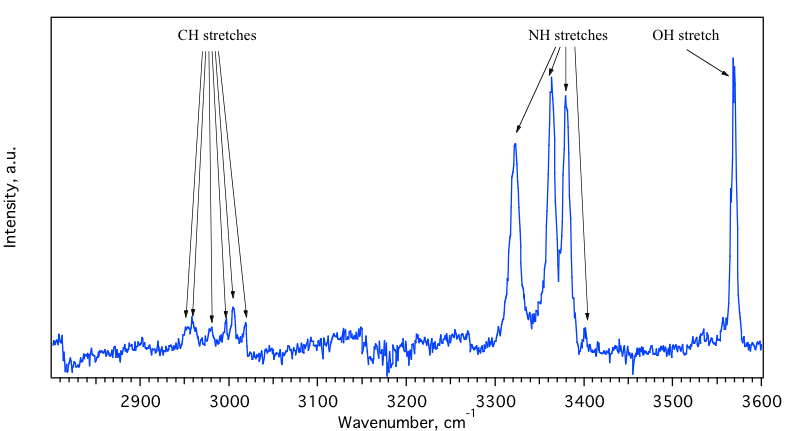 CH stretches
NH stretches
OH stretch
Intensity, a.u.
2900 3000 3100 3200 3300 3400 3500 3600
Wavenumber, cm-1